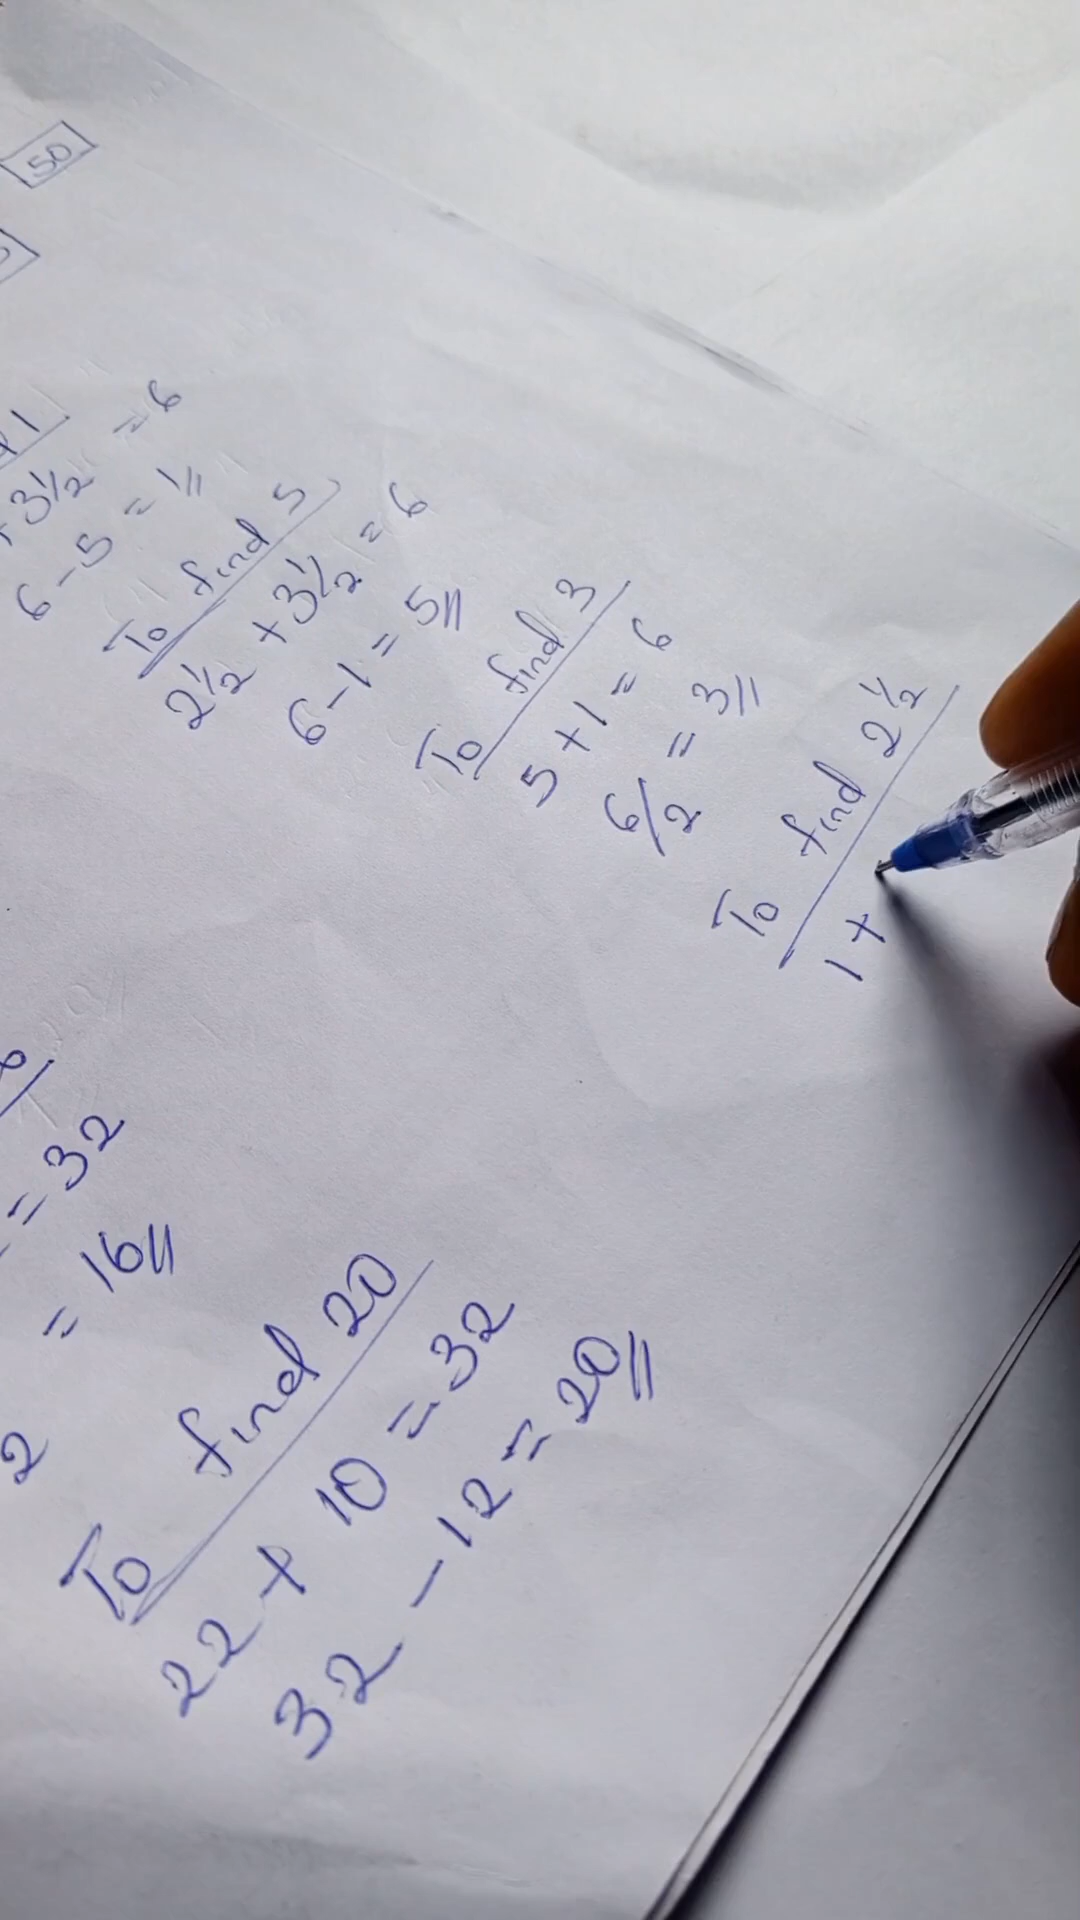 50
+ 3½ = 6
6 - 5 = 1
To find 5
2½ + 3½ = 6
6 - 1 = 5
To find 3
5 + 1 = 6
6/2 = 3
To find 2½
1 +
= 32
2 = 16
To find 20
22 + 10 = 32
32 - 12 = 20